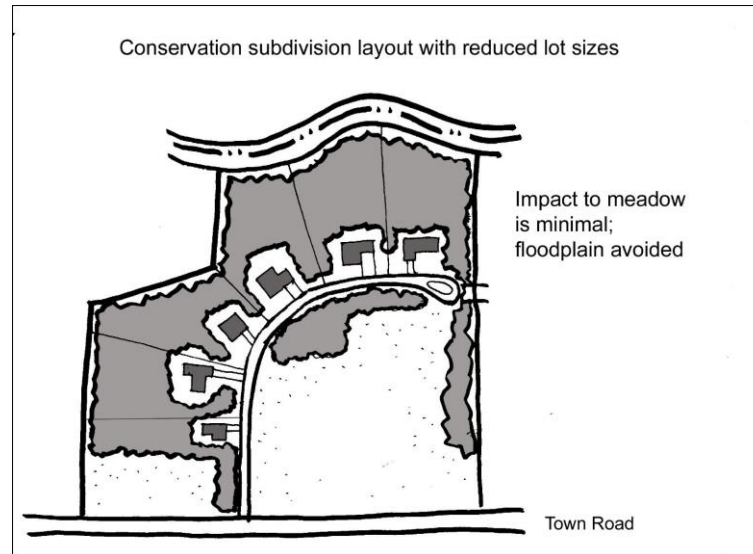 Conservation subdivision layout with reduced lot sizes
Impact to meadow
is minimal;
floodplain avoided
Town Road